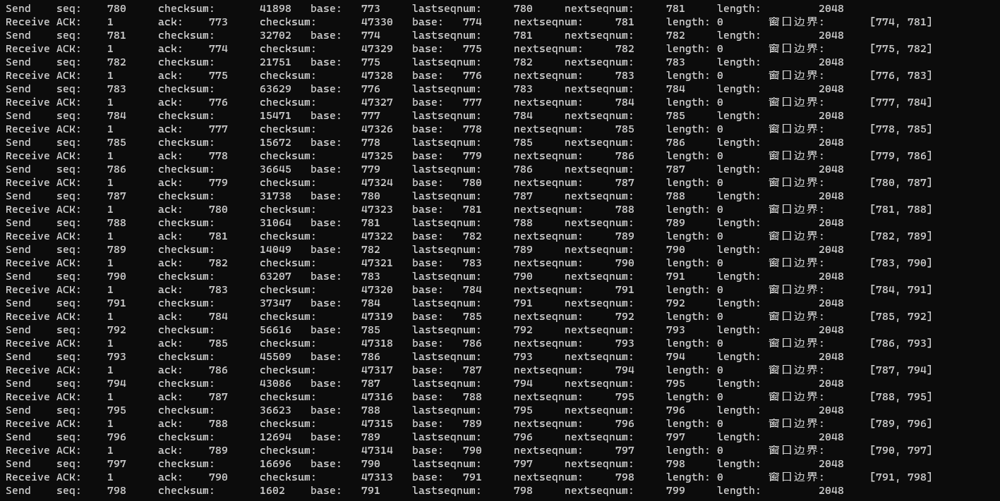 Send seq: 780 checksum: 41898 base: 773 lastseqnum: 780 nextseqnum: 781 length: 2048
Receive ACK: 1 ack: 773 checksum: 47330 base: 774 nextseqnum: 781 length: 0 窗口边界: [774, 781]
Send seq: 781 checksum: 32702 base: 774 lastseqnum: 781 nextseqnum: 782 length: 2048
Receive ACK: 1 ack: 774 checksum: 47329 base: 775 nextseqnum: 782 length: 0 窗口边界: [775, 782]
Send seq: 782 checksum: 21751 base: 775 lastseqnum: 782 nextseqnum: 783 length: 2048
Receive ACK: 1 ack: 775 checksum: 47328 base: 776 nextseqnum: 783 length: 0 窗口边界: [776, 783]
Send seq: 783 checksum: 63629 base: 776 lastseqnum: 783 nextseqnum: 784 length: 2048
Receive ACK: 1 ack: 776 checksum: 47327 base: 777 nextseqnum: 784 length: 0 窗口边界: [777, 784]
Send seq: 784 checksum: 15471 base: 777 lastseqnum: 784 nextseqnum: 785 length: 2048
Receive ACK: 1 ack: 777 checksum: 47326 base: 778 nextseqnum: 785 length: 0 窗口边界: [778, 785]
Send seq: 785 checksum: 15672 base: 778 lastseqnum: 785 nextseqnum: 786 length: 2048
Receive ACK: 1 ack: 778 checksum: 47325 base: 779 nextseqnum: 786 length: 0 窗口边界: [779, 786]
Send seq: 786 checksum: 36645 base: 779 lastseqnum: 786 nextseqnum: 787 length: 2048
Receive ACK: 1 ack: 779 checksum: 47324 base: 780 nextseqnum: 787 length: 0 窗口边界: [780, 787]
Send seq: 787 checksum: 31738 base: 780 lastseqnum: 787 nextseqnum: 788 length: 2048
Receive ACK: 1 ack: 780 checksum: 47323 base: 781 nextseqnum: 788 length: 0 窗口边界: [781, 788]
Send seq: 788 checksum: 31064 base: 781 lastseqnum: 788 nextseqnum: 789 length: 2048
Receive ACK: 1 ack: 781 checksum: 47322 base: 782 nextseqnum: 789 length: 0 窗口边界: [782, 789]
Send seq: 789 checksum: 14049 base: 782 lastseqnum: 789 nextseqnum: 790 length: 2048
Receive ACK: 1 ack: 782 checksum: 47321 base: 783 nextseqnum: 790 length: 0 窗口边界: [783, 790]
Send seq: 790 checksum: 63207 base: 783 lastseqnum: 790 nextseqnum: 791 length: 2048
Receive ACK: 1 ack: 783 checksum: 47320 base: 784 nextseqnum: 791 length: 0 窗口边界: [784, 791]
Send seq: 791 checksum: 37347 base: 784 lastseqnum: 791 nextseqnum: 792 length: 2048
Receive ACK: 1 ack: 784 checksum: 47319 base: 785 nextseqnum: 792 length: 0 窗口边界: [785, 792]
Send seq: 792 checksum: 56616 base: 785 lastseqnum: 792 nextseqnum: 793 length: 2048
Receive ACK: 1 ack: 785 checksum: 47318 base: 786 nextseqnum: 793 length: 0 窗口边界: [786, 793]
Send seq: 793 checksum: 45509 base: 786 lastseqnum: 793 nextseqnum: 794 length: 2048
Receive ACK: 1 ack: 786 checksum: 47317 base: 787 nextseqnum: 794 length: 0 窗口边界: [787, 794]
Send seq: 794 checksum: 43086 base: 787 lastseqnum: 794 nextseqnum: 795 length: 2048
Receive ACK: 1 ack: 787 checksum: 47316 base: 788 nextseqnum: 795 length: 0 窗口边界: [788, 795]
Send seq: 795 checksum: 36623 base: 788 lastseqnum: 795 nextseqnum: 796 length: 2048
Receive ACK: 1 ack: 788 checksum: 47315 base: 789 nextseqnum: 796 length: 0 窗口边界: [789, 796]
Send seq: 796 checksum: 12694 base: 789 lastseqnum: 796 nextseqnum: 797 length: 2048
Receive ACK: 1 ack: 789 checksum: 47314 base: 790 nextseqnum: 797 length: 0 窗口边界: [790, 797]
Send seq: 797 checksum: 16696 base: 790 lastseqnum: 797 nextseqnum: 798 length: 2048
Receive ACK: 1 ack: 790 checksum: 47313 base: 791 nextseqnum: 798 length: 0 窗口边界: [791, 798]
Send seq: 798 checksum: 1602 base: 791 lastseqnum: 798 nextseqnum: 799 length: 2048